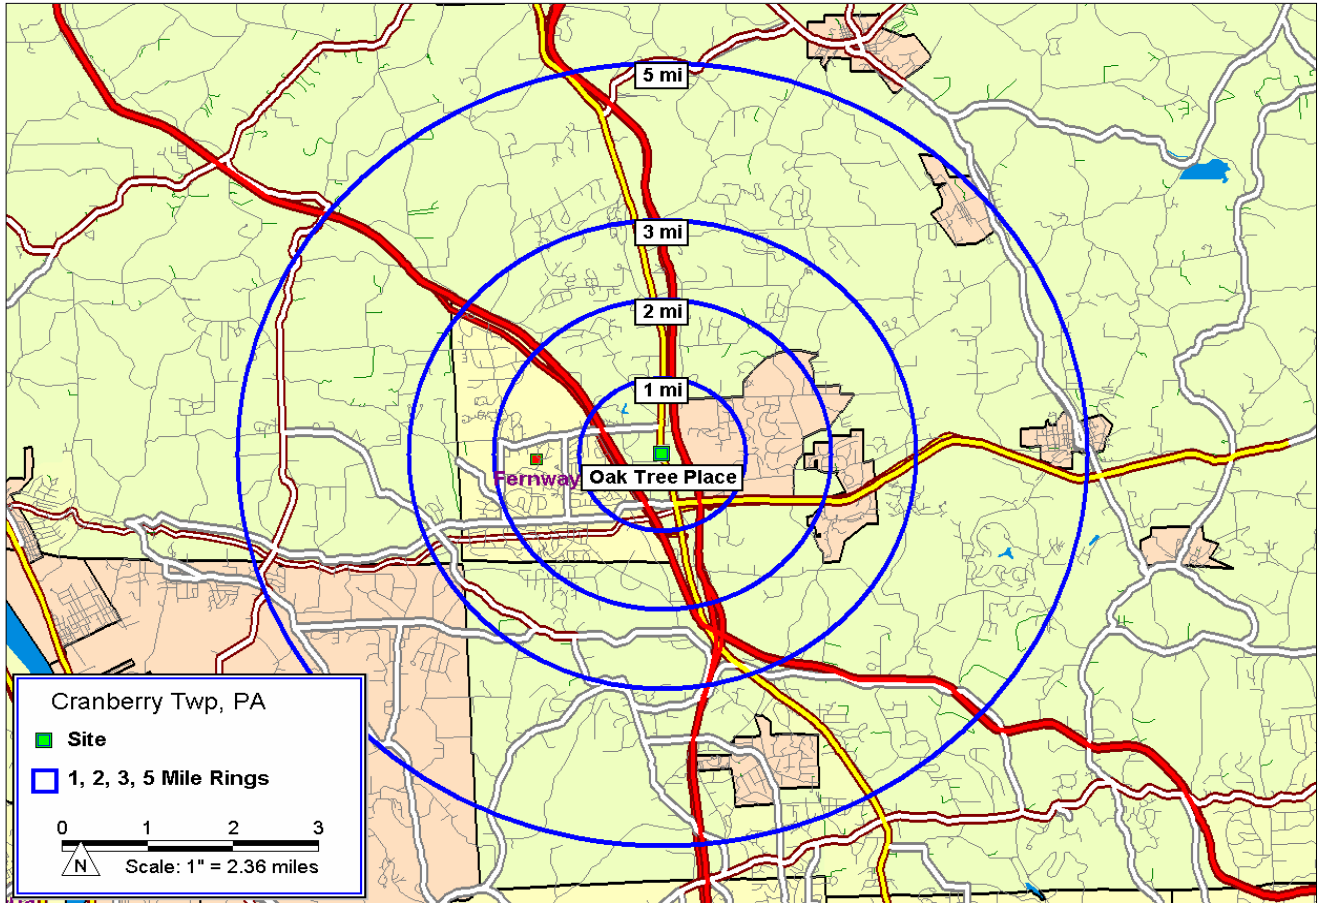 5 mi
3 mi
2 mi
1 mi
Fernway
Oak Tree Place
Cranberry Twp, PA
Site
1, 2, 3, 5 Mile Rings
0 1 2 3
N
Scale: 1" = 2.36 miles